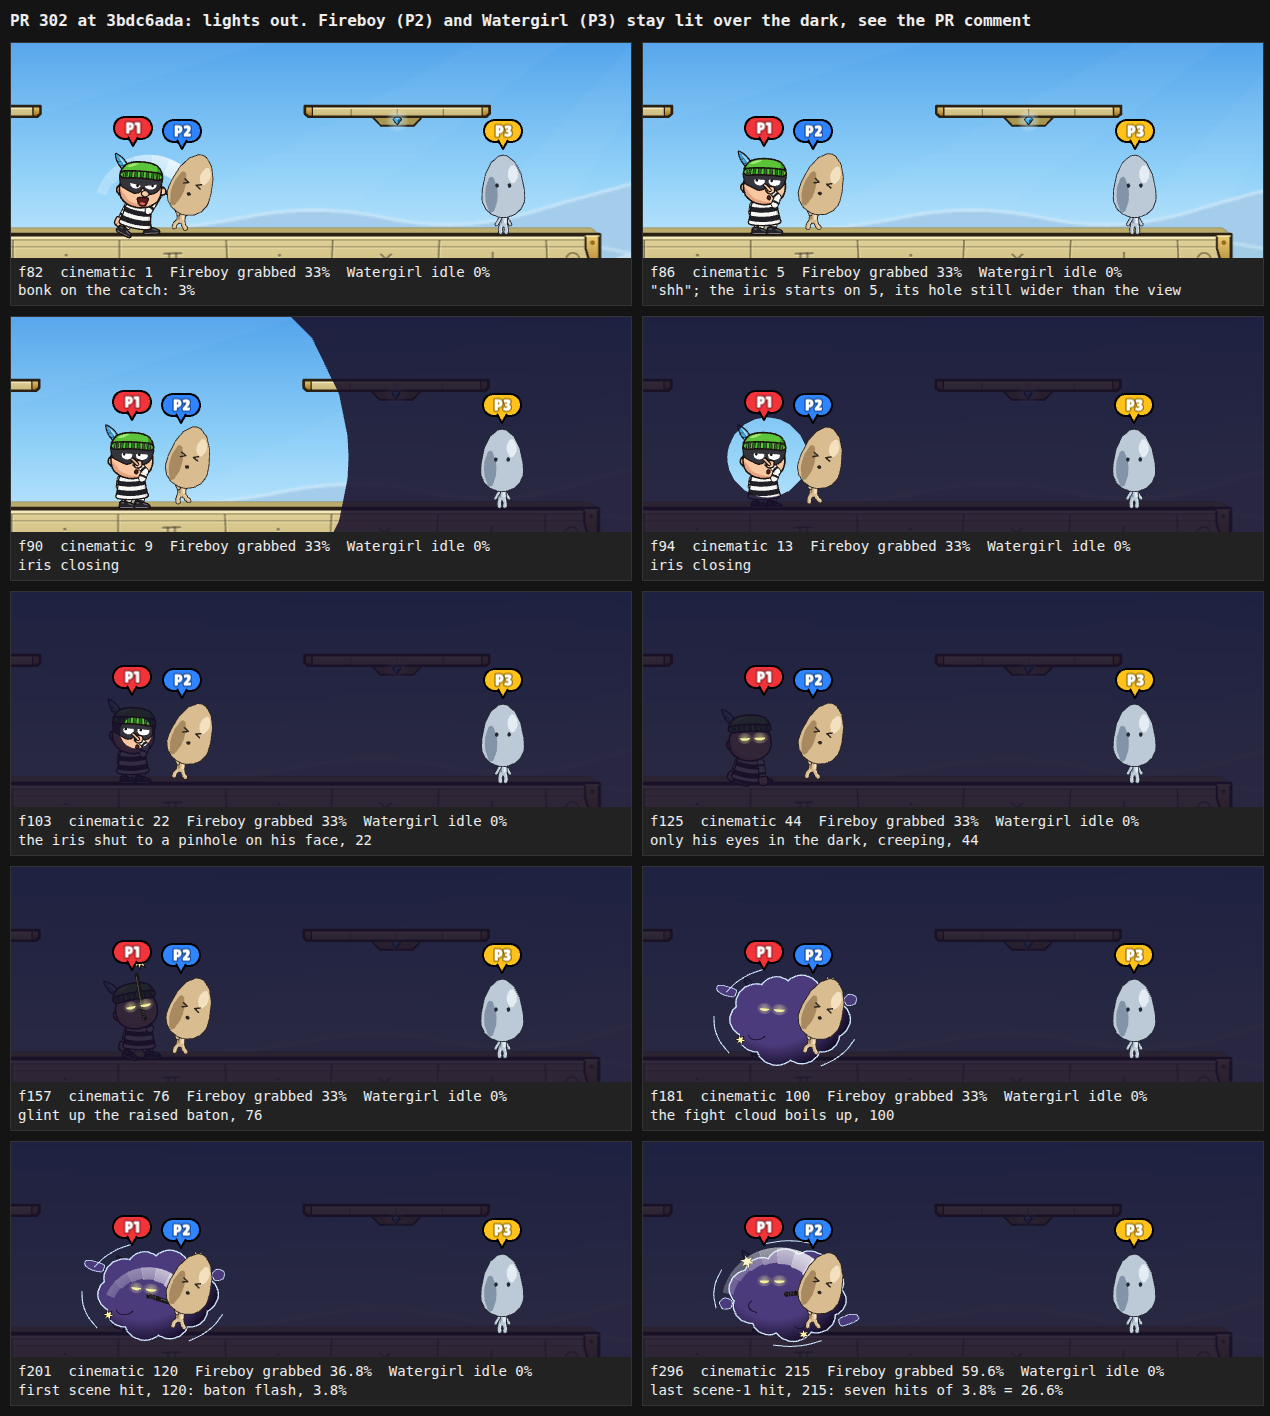 PR 302 at 3bdc6ada: lights out. Fireboy (P2) and Watergirl (P3) stay lit over the dark, see the PR comment
P1 P2 P3
f82 cinematic 1 Fireboy grabbed 33% Watergirl idle 0%
bonk on the catch: 3%
P1 P2 P3
f86 cinematic 5 Fireboy grabbed 33% Watergirl idle 0%
"shh"; the iris starts on 5, its hole still wider than the view
P1 P2 P3
f90 cinematic 9 Fireboy grabbed 33% Watergirl idle 0%
iris closing
P1 P2 P3
f94 cinematic 13 Fireboy grabbed 33% Watergirl idle 0%
iris closing
P1 P2 P3
f103 cinematic 22 Fireboy grabbed 33% Watergirl idle 0%
the iris shut to a pinhole on his face, 22
P1 P2 P3
f125 cinematic 44 Fireboy grabbed 33% Watergirl idle 0%
only his eyes in the dark, creeping, 44
P1 P2 P3
f157 cinematic 76 Fireboy grabbed 33% Watergirl idle 0%
glint up the raised baton, 76
P1 P2 P3
f181 cinematic 100 Fireboy grabbed 33% Watergirl idle 0%
the fight cloud boils up, 100
P1 P2 P3
f201 cinematic 120 Fireboy grabbed 36.8% Watergirl idle 0%
first scene hit, 120: baton flash, 3.8%
P1 P2 P3
f296 cinematic 215 Fireboy grabbed 59.6% Watergirl idle 0%
last scene-1 hit, 215: seven hits of 3.8% = 26.6%